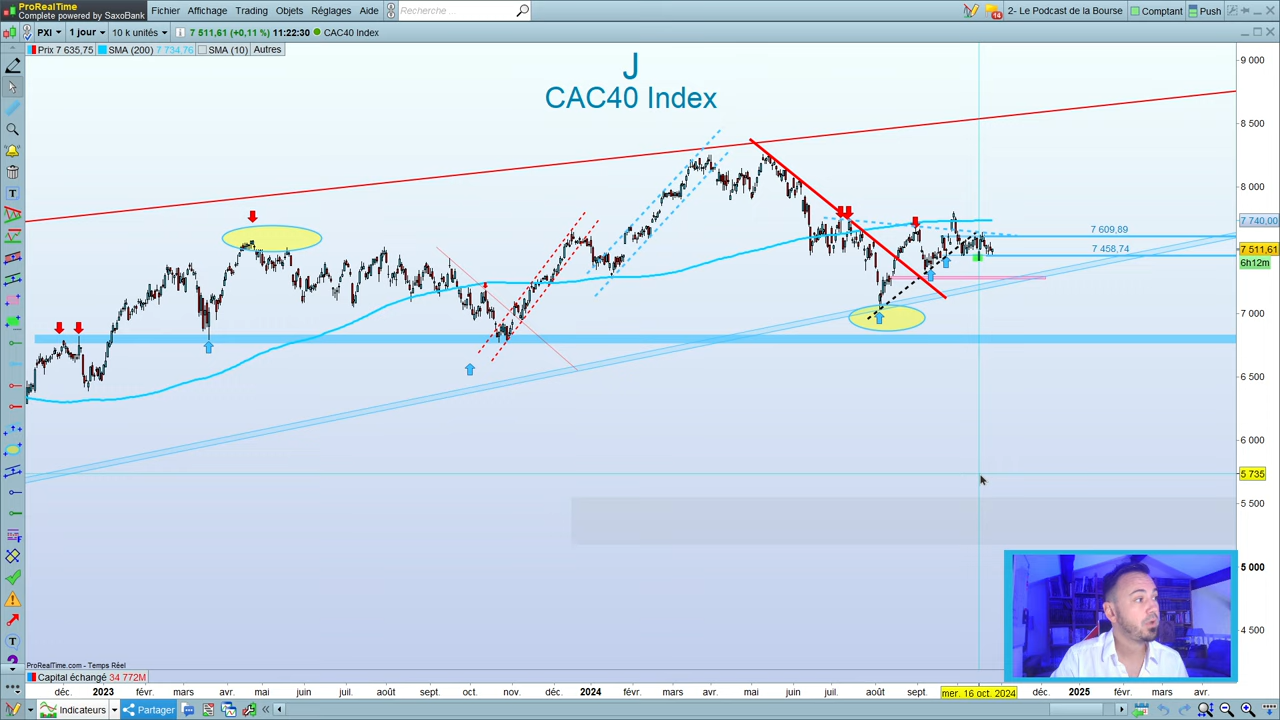 ProRealTime
Complete powered by SaxoBank
Fichier Affichage Trading Objets Réglages Aide
Recherche ...
14
2- Le Podcast de la Bourse
Comptant
Push
PXI 1 jour 10 k unités 7 511,61 (+0,11 %) 11:22:30 CAC40 Index
Prix 7 635,75 SMA (200) 7 734,76 SMA (10) Autres
J
CAC40 Index
9 000
8 500
8 000
7 740,00
7 609,89
7 458,74
7 511,61
6h12m
7 000
6 500
6 000
5 735
5 500
5 000
4 500
ProRealTime.com - Temps Réel
Capital échangé 34 772M
déc. 2023 févr. mars avr. mai juin juil. août sept. oct. nov. 2024 févr. mars avr. mai juin juil. août sept. mer. 16 oct. 2024 déc. 2025 févr. mars avr.
Indicateurs Partager